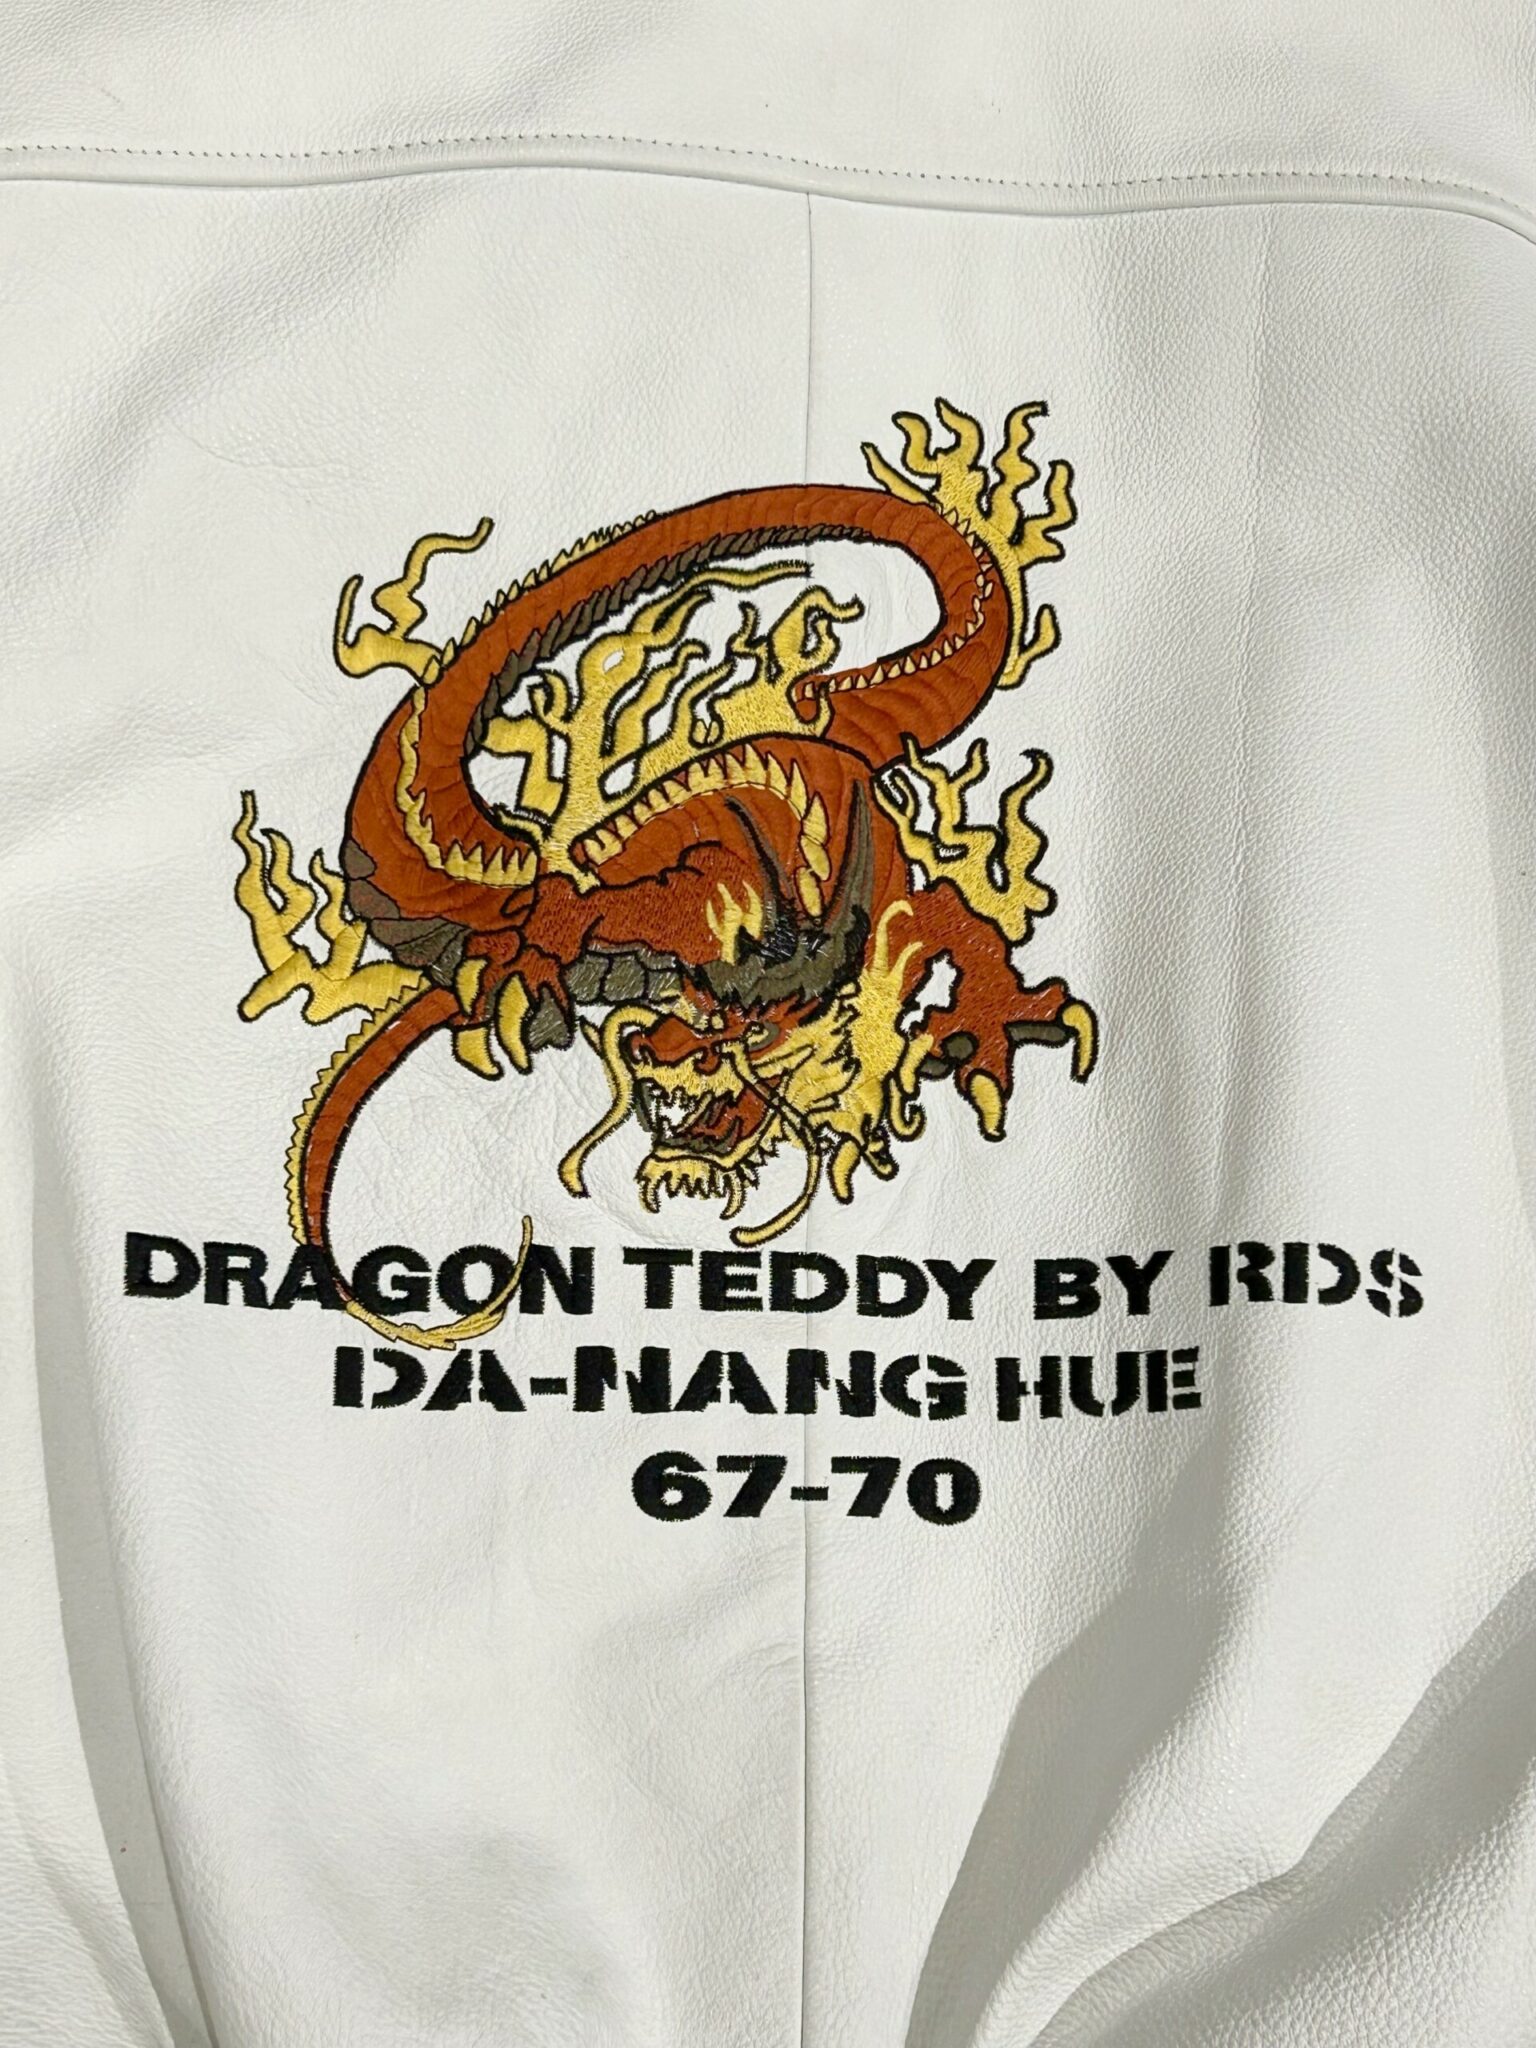 DRAGON TEDDY BY RDS
DA-NANG HUE
67-70